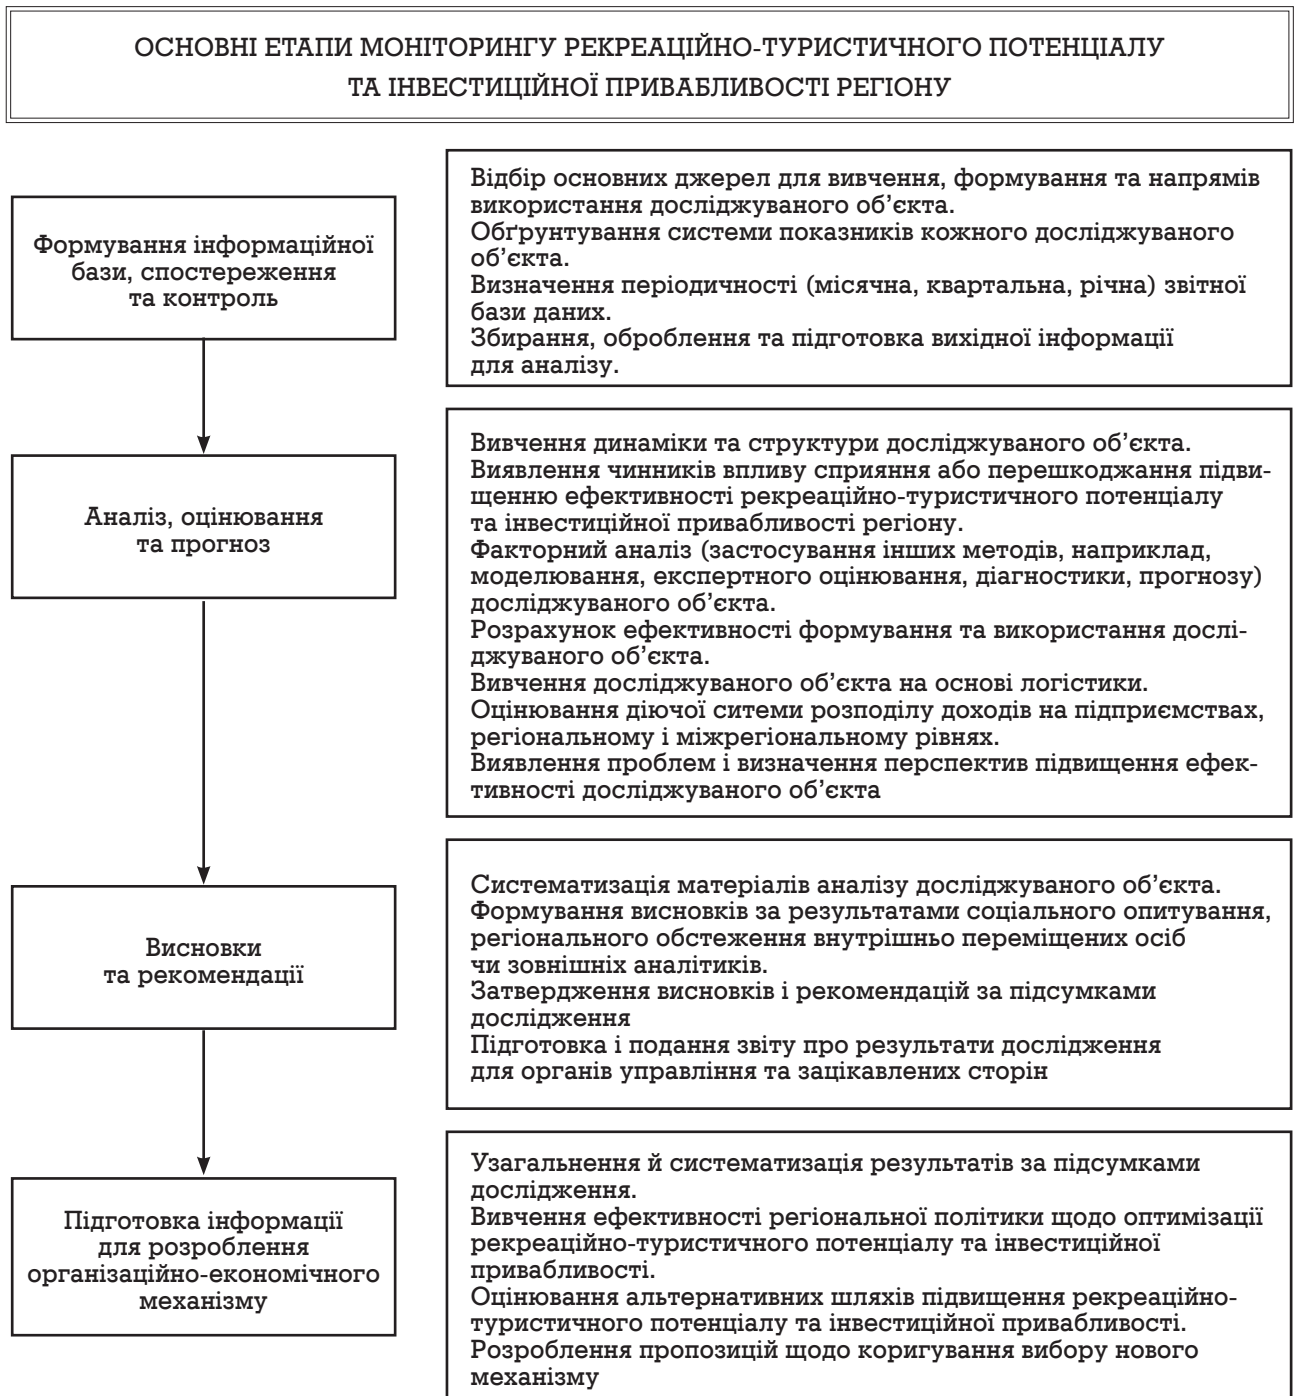 ОСНОВНІ ЕТАПИ МОНІТОРИНГУ РЕКРЕАЦІЙНО-ТУРИСТИЧНОГО ПОТЕНЦІАЛУ
ТА ІНВЕСТИЦІЙНОЇ ПРИВАБЛИВОСТІ РЕГІОНУ
Формування інформаційної
бази, спостереження
та контроль
Відбір основних джерел для вивчення, формування та напрямів
використання досліджуваного об’єкта.
Обґрунтування системи показників кожного досліджуваного
об’єкта.
Визначення періодичності (місячна, квартальна, річна) звітної
бази даних.
Збирання, оброблення та підготовка вихідної інформації
для аналізу.
Аналіз, оцінювання
та прогноз
Вивчення динаміки та структури досліджуваного об’єкта.
Виявлення чинників впливу сприяння або перешкоджання підви-
щенню ефективності рекреаційно-туристичного потенціалу
та інвестиційної привабливості регіону.
Факторний аналіз (застосування інших методів, наприклад,
моделювання, експертного оцінювання, діагностики, прогнозу)
досліджуваного об’єкта.
Розрахунок ефективності формування та використання дослі-
джуваного об’єкта.
Вивчення досліджуваного об’єкта на основі логістики.
Оцінювання діючої ситеми розподілу доходів на підприємствах,
регіональному і міжрегіональному рівнях.
Виявлення проблем і визначення перспектив підвищення ефек-
тивності досліджуваного об’єкта
Висновки
та рекомендації
Систематизація матеріалів аналізу досліджуваного об’єкта.
Формування висновків за результатами соціального опитування,
регіонального обстеження внутрішньо переміщених осіб
чи зовнішніх аналітиків.
Затвердження висновків і рекомендацій за підсумками
дослідження
Підготовка і подання звіту про результати дослідження
для органів управління та зацікавлених сторін
Підготовка інформації
для розроблення
організаційно-економічного
механізму
Узагальнення й систематизація результатів за підсумками
дослідження.
Вивчення ефективності регіональної політики щодо оптимізації
рекреаційно-туристичного потенціалу та інвестиційної
привабливості.
Оцінювання альтернативних шляхів підвищення рекреаційно-
туристичного потенціалу та інвестиційної привабливості.
Розроблення пропозицій щодо коригування вибору нового
механізму